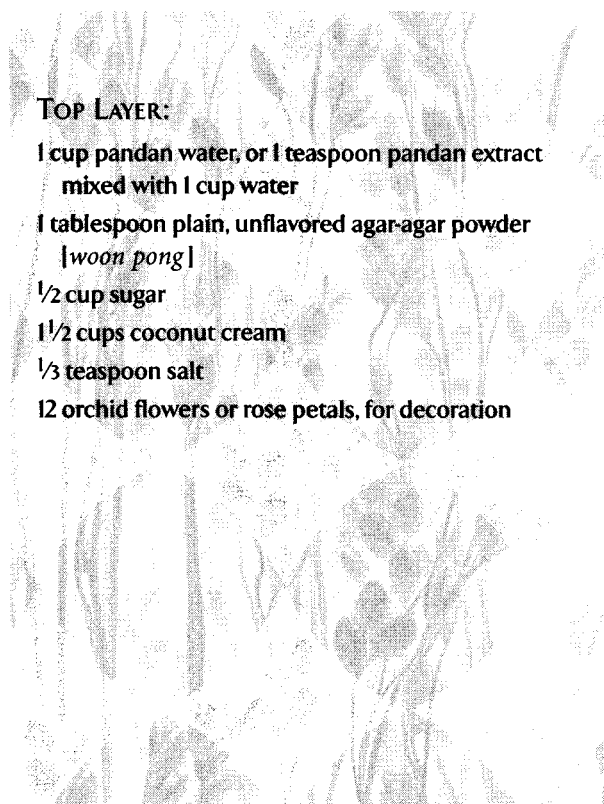 TOP LAYER:
1 cup pandan water, or 1 teaspoon pandan extract
mixed with 1 cup water
1 tablespoon plain, unflavored agar-agar powder
[woon pong]
1/2 cup sugar
1 1/2 cups coconut cream
1/3 teaspoon salt
12 orchid flowers or rose petals, for decoration